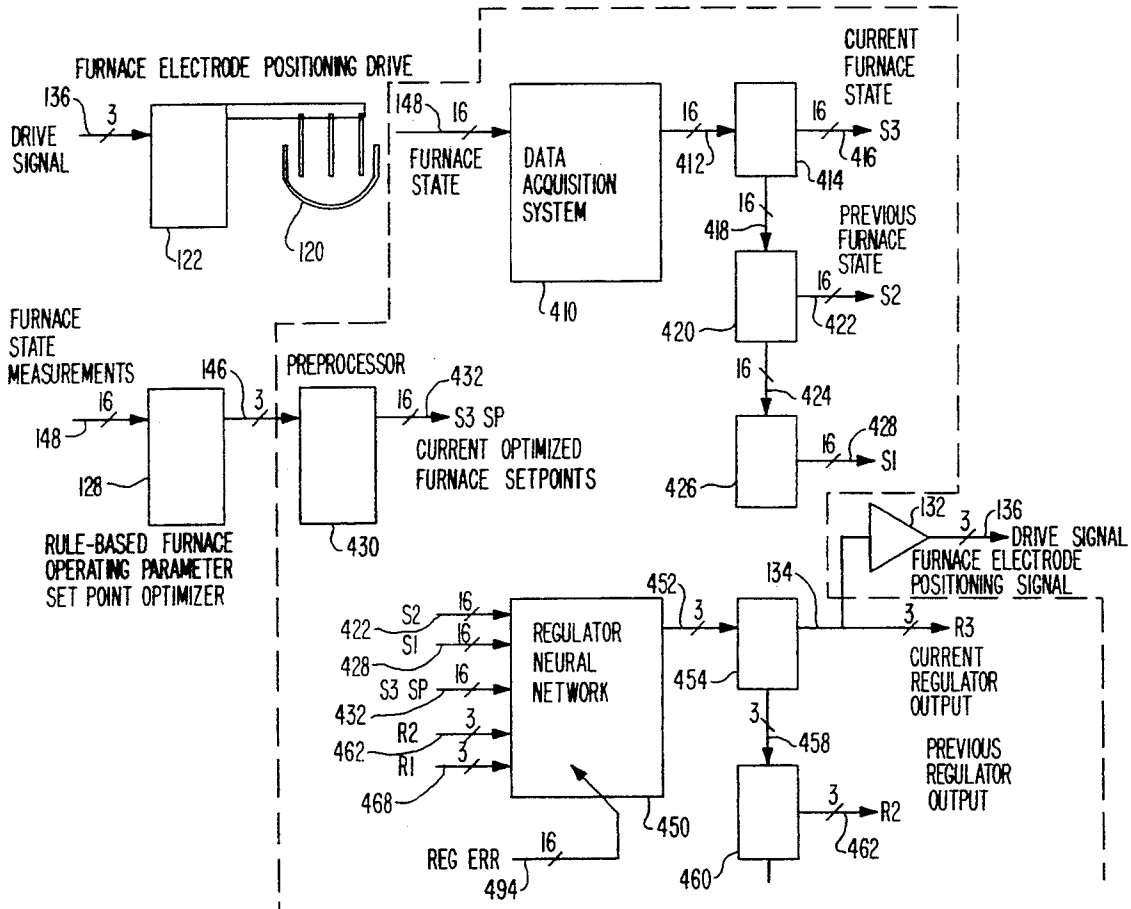 FURNACE ELECTRODE POSITIONING DRIVE
136
3
DRIVE
SIGNAL
122
120
148
16
FURNACE
STATE
DATA
ACQUISITION
SYSTEM
410
16
412
414
CURRENT
FURNACE
STATE
16
S3
416
16
418
PREVIOUS
FURNACE
STATE
16
S2
422
420
16
424
16
428
S1
426
FURNACE
STATE
MEASUREMENTS
16
148
128
146
3
RULE-BASED FURNACE
OPERATING PARAMETER
SET POINT OPTIMIZER
PREPROCESSOR
16
432
S3 SP
CURRENT OPTIMIZED
FURNACE SETPOINTS
430
132
3
136
DRIVE SIGNAL
FURNACE ELECTRODE
POSITIONING SIGNAL
S2
16
422
S1
16
428
S3 SP
16
432
R2
3
462
R1
3
468
REGULATOR
NEURAL
NETWORK
450
REG ERR
16
494
452
3
454
134
3
R3
CURRENT
REGULATOR
OUTPUT
3
458
PREVIOUS
REGULATOR
OUTPUT
3
R2
462
460